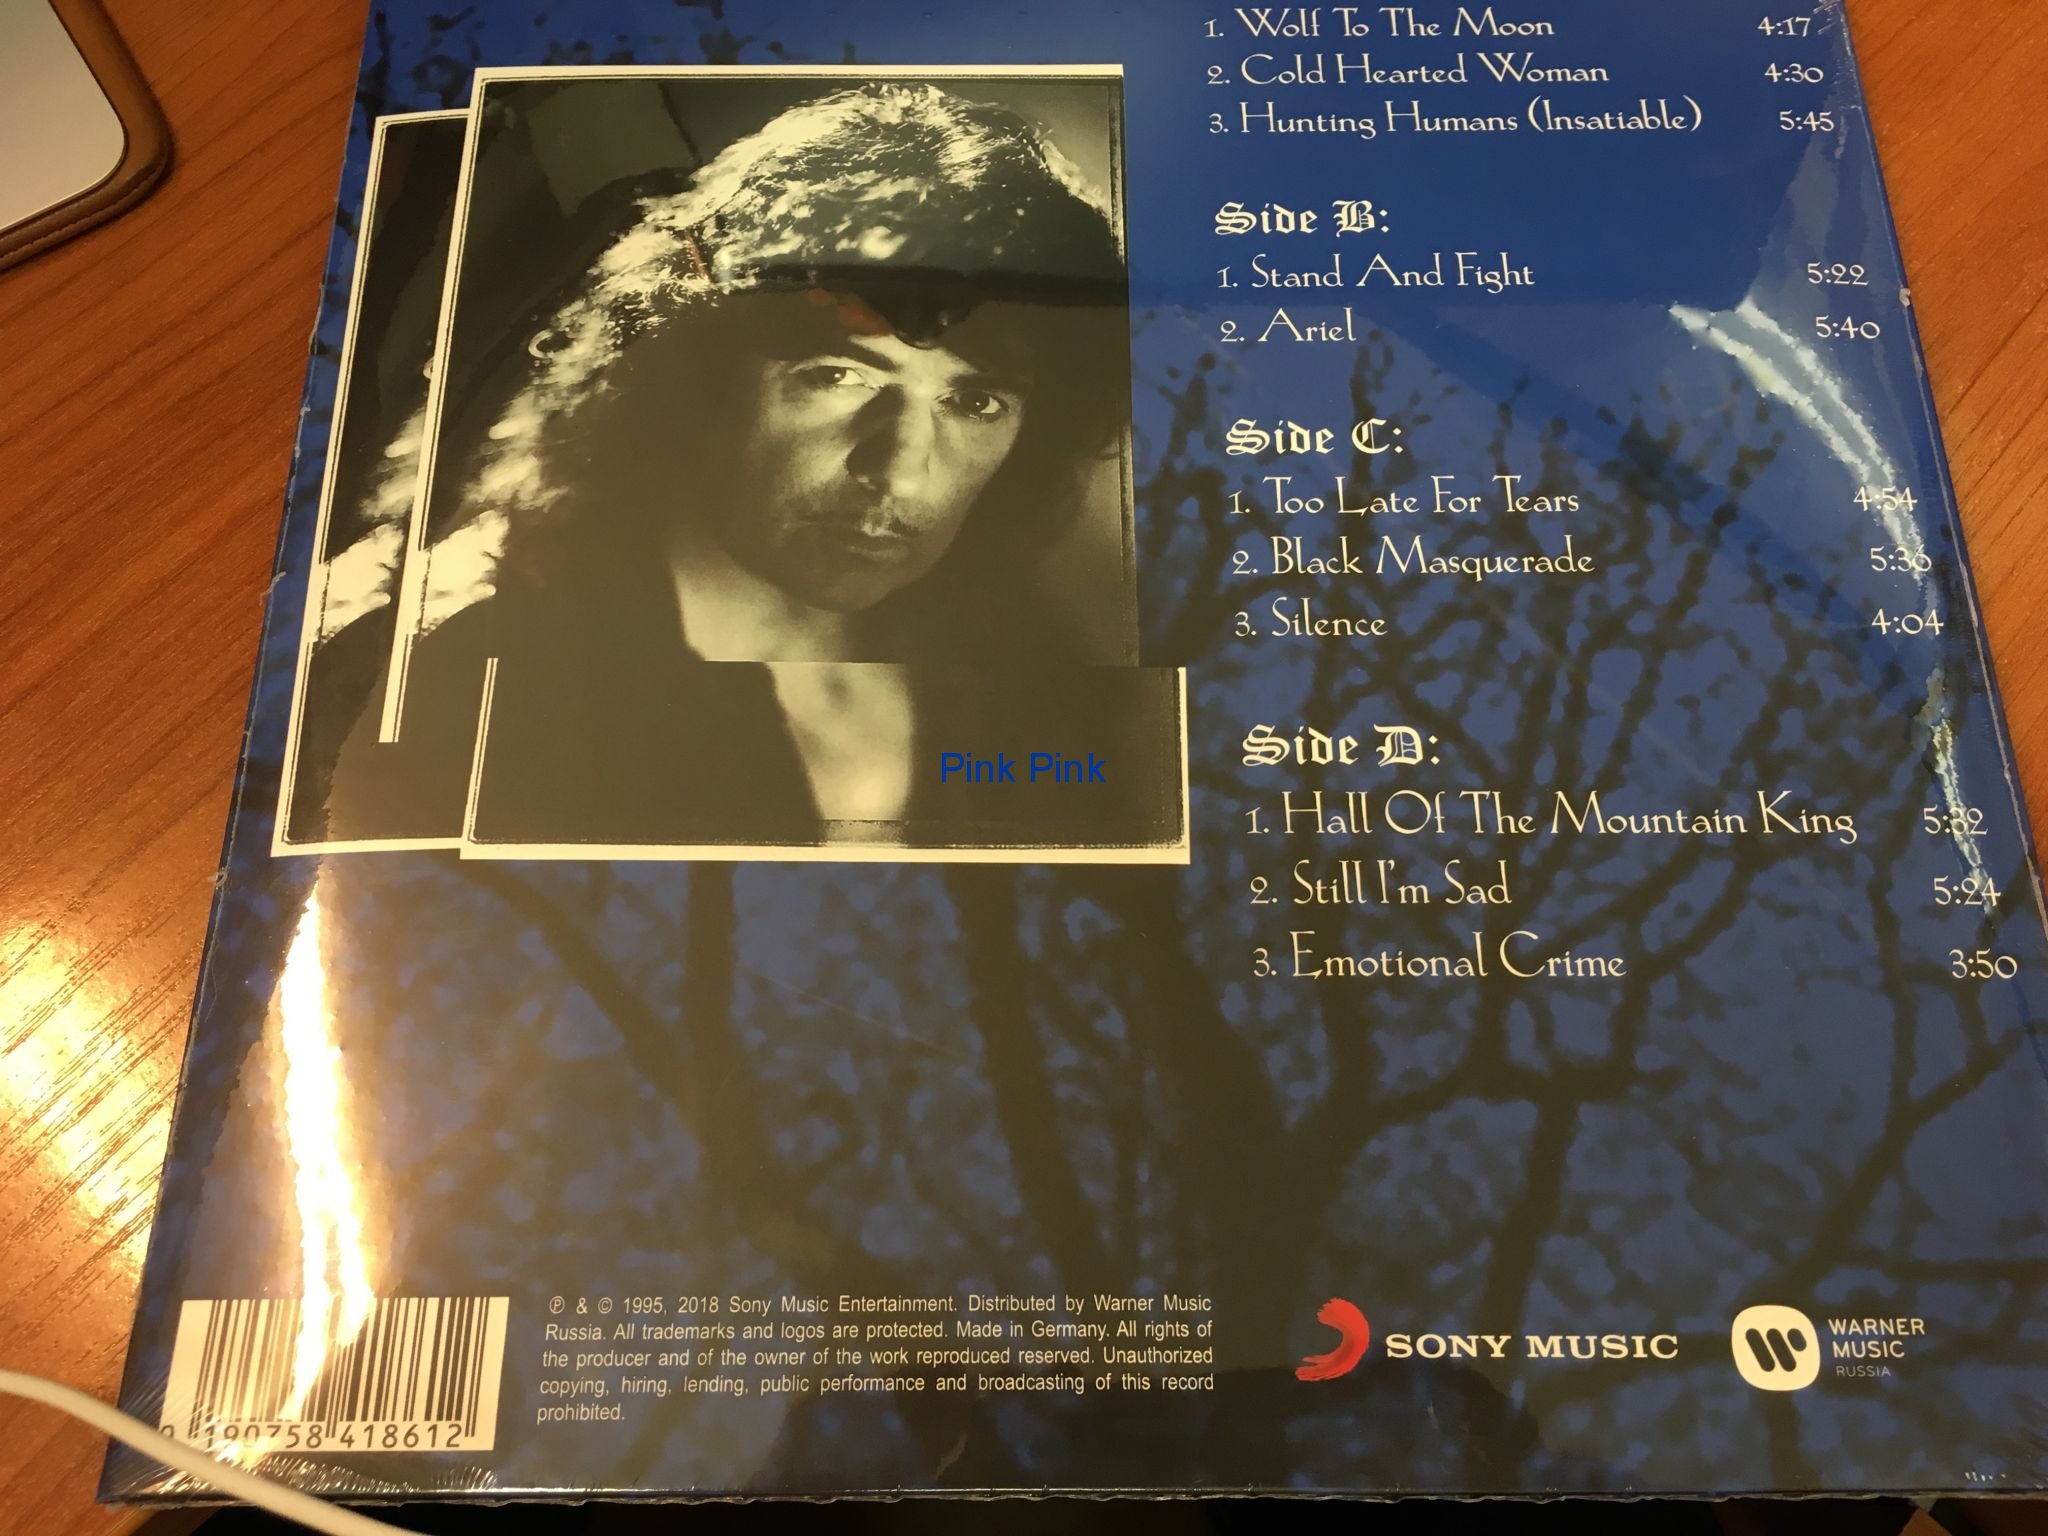 1. Wolf To The Moon 4:17
2. Cold Hearted Woman 4:30
3. Hunting Humans (Insatiable) 5:45
Side B:
1. Stand And Fight 5:22
2. Ariel 5:40
Side C:
1. Too Late For Tears 4:54
2. Black Masquerade 5:36
3. Silence 4:04
Pink Pink
Side D:
1. Hall Of The Mountain King 5:32
2. Still I'm Sad 5:24
3. Emotional Crime 3:50
190758 418612
℗ & © 1995, 2018 Sony Music Entertainment. Distributed by Warner Music
Russia. All trademarks and logos are protected. Made in Germany. All rights of
the producer and of the owner of the work reproduced reserved. Unauthorized
copying, hiring, lending, public performance and broadcasting of this record
prohibited.
SONY MUSIC
WARNER
MUSIC
RUSSIA